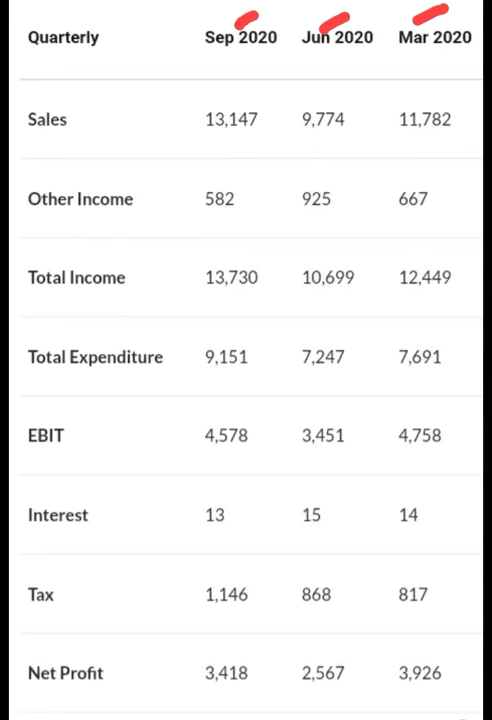 Quarterly Sep 2020 Jun 2020 Mar 2020
Sales 13,147 9,774 11,782
Other Income 582 925 667
Total Income 13,730 10,699 12,449
Total Expenditure 9,151 7,247 7,691
EBIT 4,578 3,451 4,758
Interest 13 15 14
Tax 1,146 868 817
Net Profit 3,418 2,567 3,926